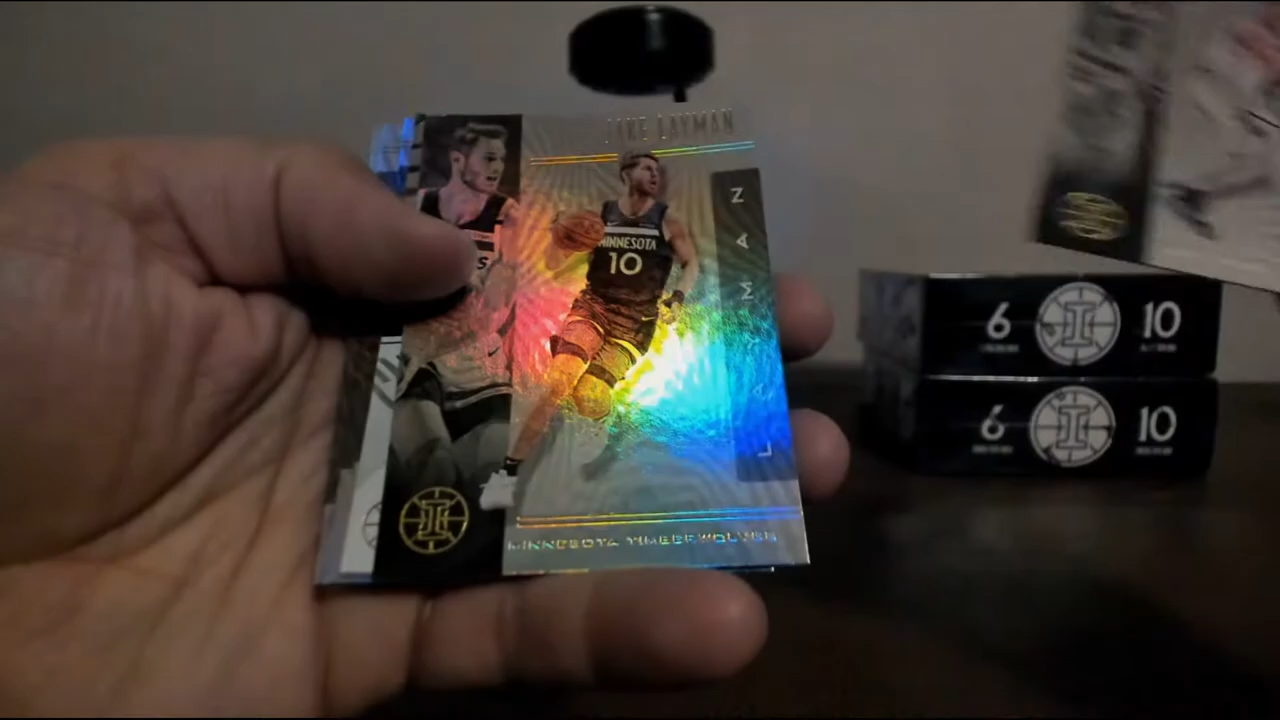 JAKE LAYMAN
MINNESOTA
10
LAYMAN
I
MINNESOTA TIMBERWOLVES
6 I 10
6 I 10